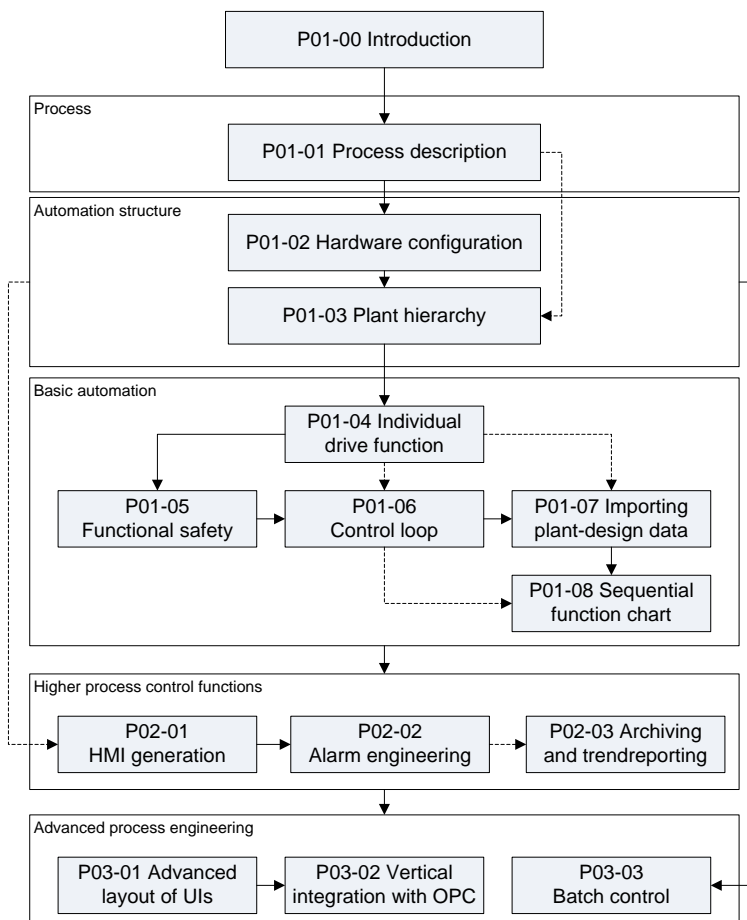 P01-00 Introduction
Process
P01-01 Process description
Automation structure
P01-02 Hardware configuration
P01-03 Plant hierarchy
Basic automation
P01-04 Individual
drive function
P01-05
Functional safety
P01-06
Control loop
P01-07 Importing
plant-design data
P01-08 Sequential
function chart
Higher process control functions
P02-01
HMI generation
P02-02
Alarm engineering
P02-03 Archiving
and trendreporting
Advanced process engineering
P03-01 Advanced
layout of UIs
P03-02 Vertical
integration with OPC
P03-03
Batch control